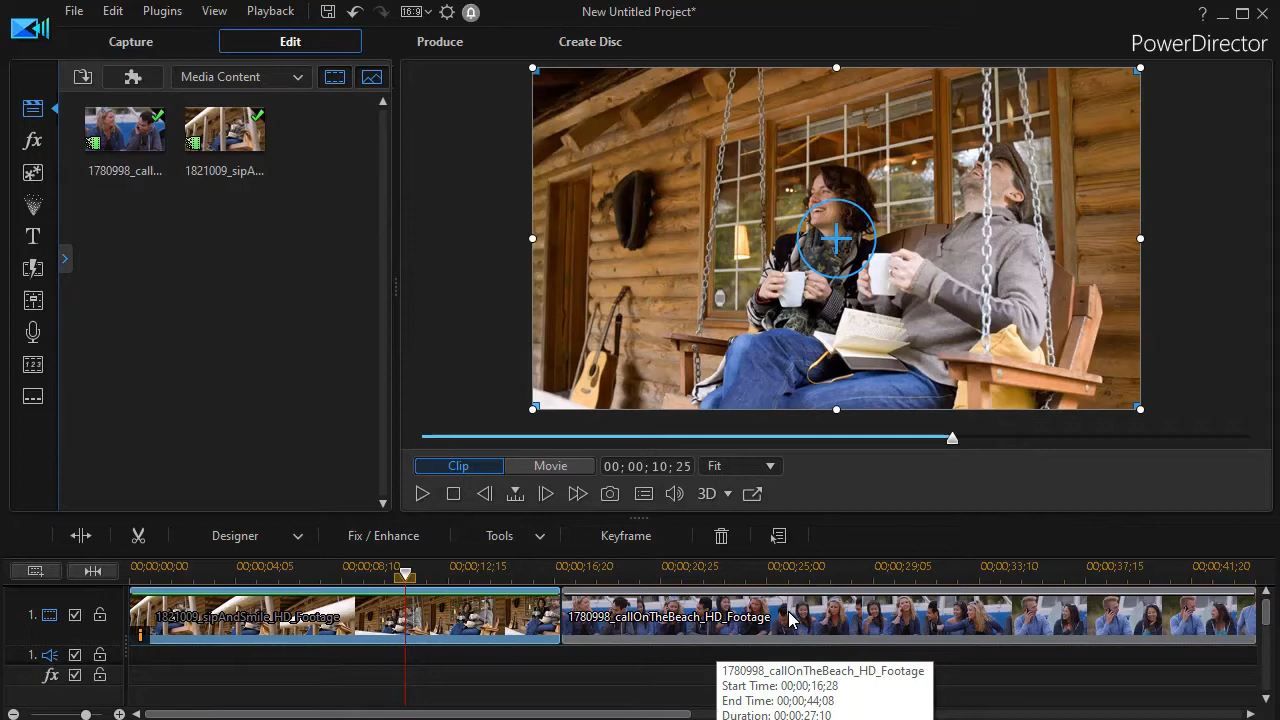 File Edit Plugins View Playback 16:9 New Untitled Project* ?
Capture Edit Produce Create Disc PowerDirector
Media Content
1780998_call... 1821009_sipA...
fx
T
Clip Movie 00; 00; 10; 25 Fit
3D
Designer Fix / Enhance Tools Keyframe
00;00;00;00 00;00;04;05 00;00;08;10 00;00;12;15 00;00;16;20 00;00;20;25 00;00;25;00 00;00;29;05 00;00;33;10 00;00;37;15 00;00;41;20
1. 1821009_sipAndSmile_HD_Footage 1780998_callOnTheBeach_HD_Footage
i
1.
fx
1780998_callOnTheBeach_HD_Footage
Start Time: 00;00;16;28
End Time: 00;00;44;08
Duration: 00;00;27;10